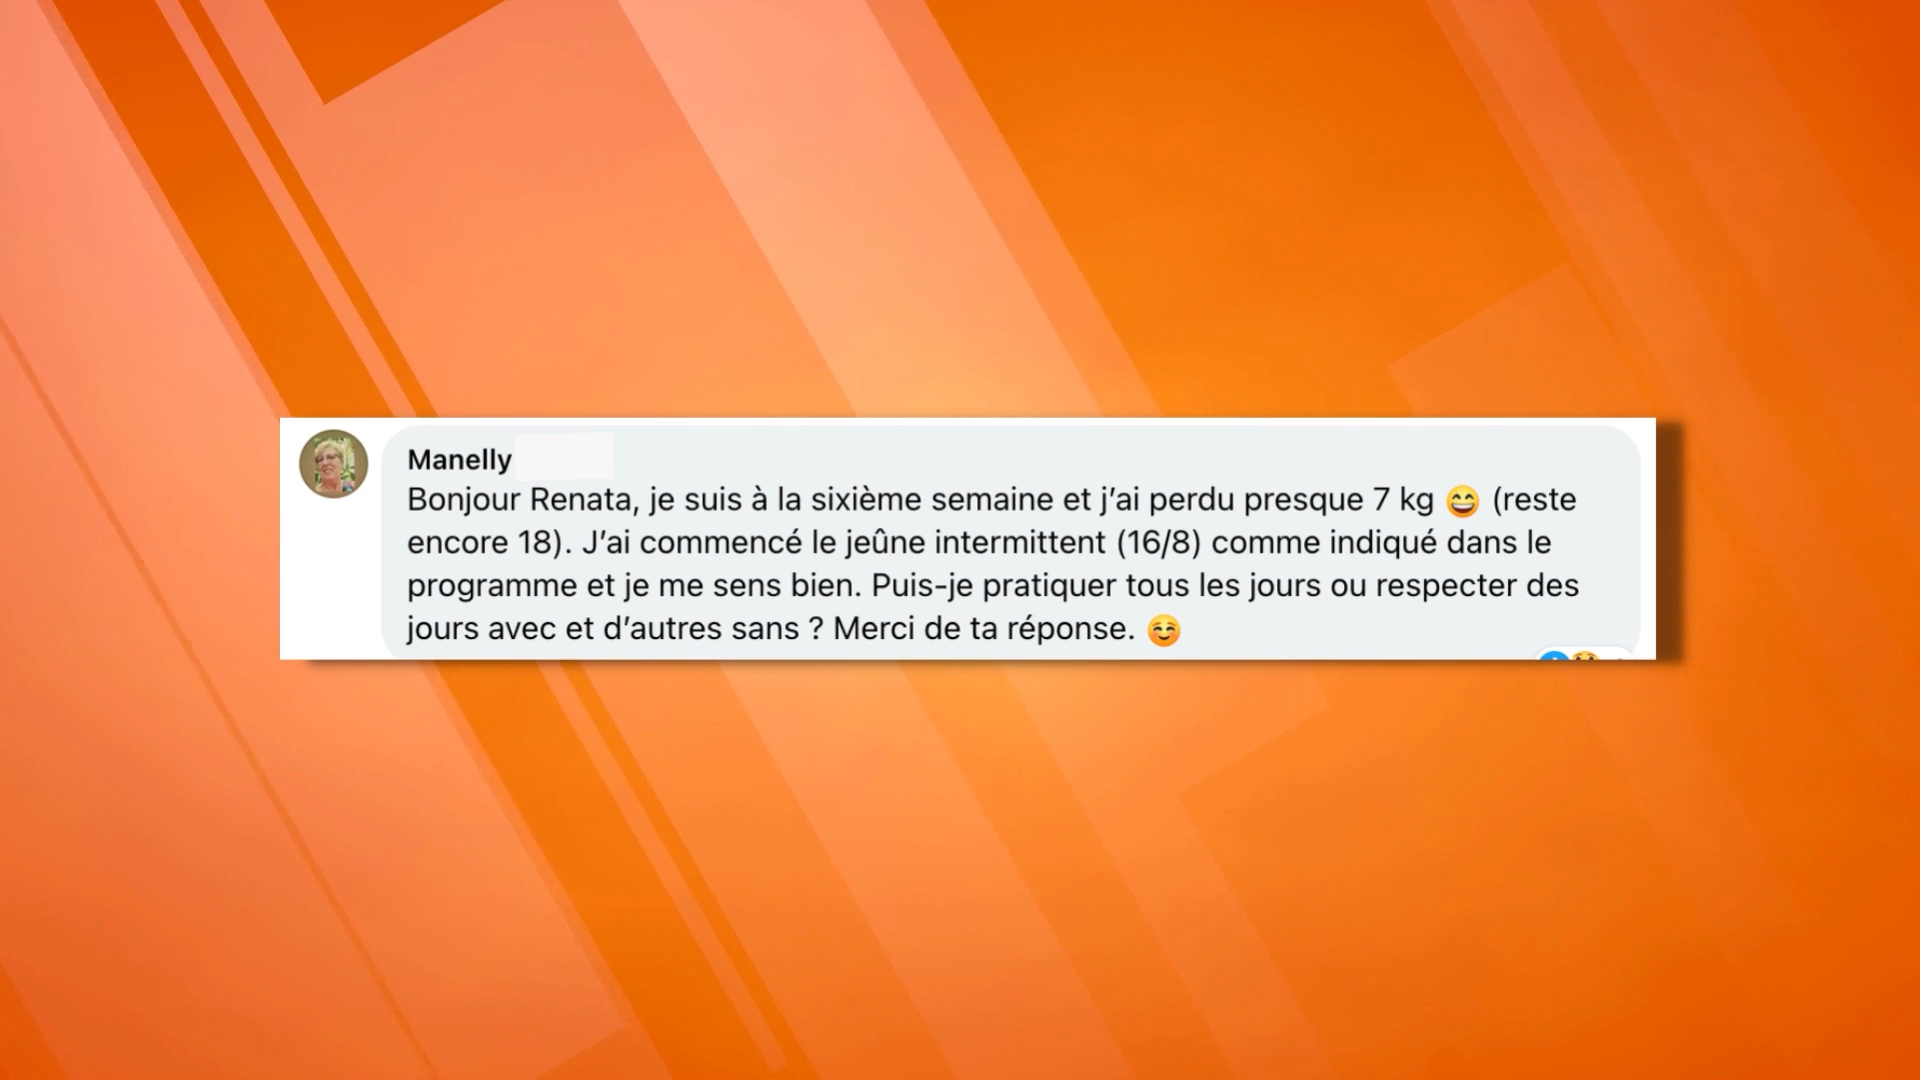 Manelly
Bonjour Renata, je suis à la sixième semaine et j’ai perdu presque 7 kg 😄 (reste
encore 18). J’ai commencé le jeûne intermittent (16/8) comme indiqué dans le
programme et je me sens bien. Puis-je pratiquer tous les jours ou respecter des
jours avec et d’autres sans ? Merci de ta réponse. ☺️